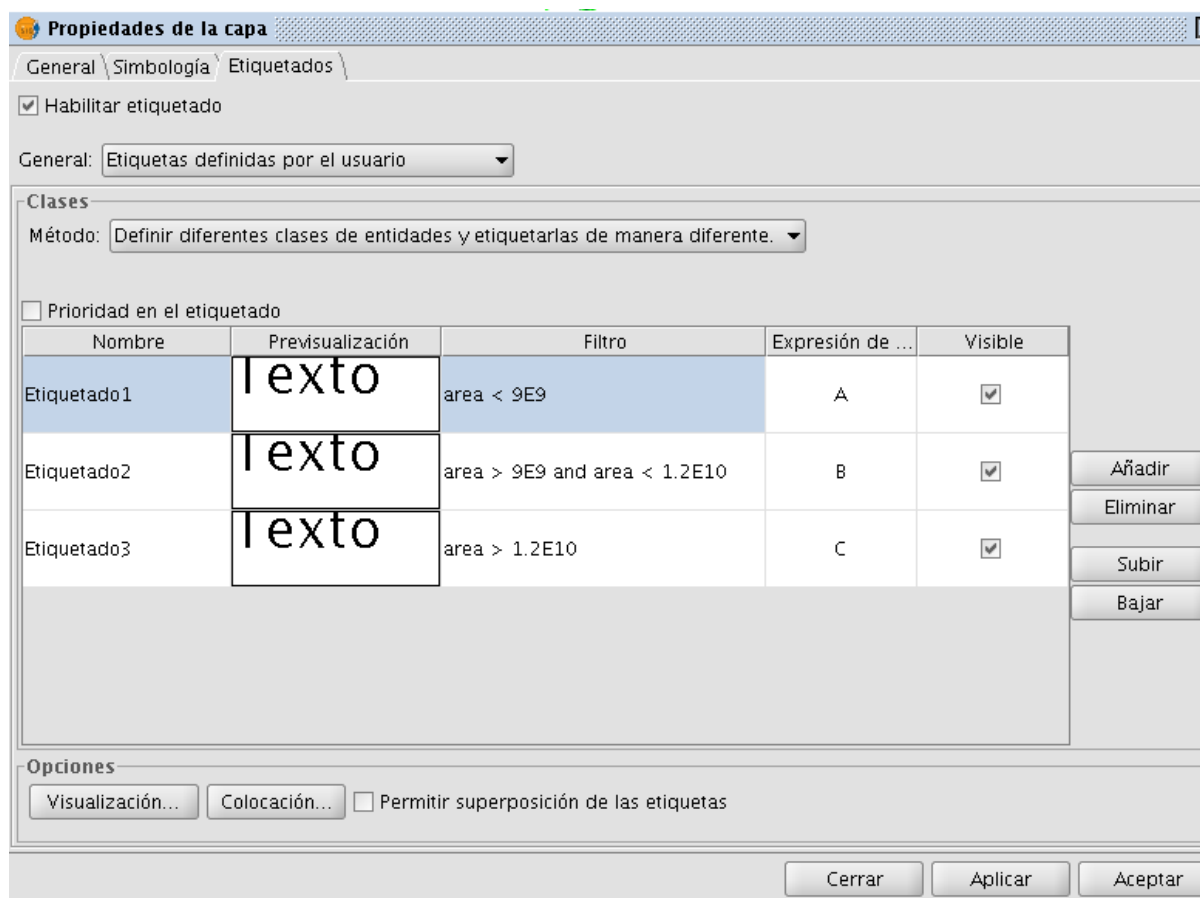 Propiedades de la capa
General Simbología Etiquetados
Habilitar etiquetado
General: Etiquetas definidas por el usuario
Clases
Método: Definir diferentes clases de entidades y etiquetarlas de manera diferente.
Prioridad en el etiquetado
Nombre Previsualización Filtro Expresión de ... Visible
Etiquetado1 Texto area < 9E9 A
Etiquetado2 Texto area > 9E9 and area < 1.2E10 B
Etiquetado3 Texto area > 1.2E10 C
Añadir
Eliminar
Subir
Bajar
Opciones
Visualización... Colocación... Permitir superposición de las etiquetas
Cerrar Aplicar Aceptar